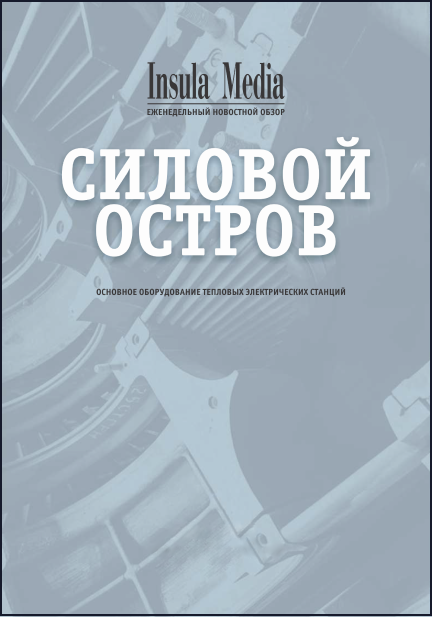 Insula Media
ЕЖЕНЕДЕЛЬНЫЙ НОВОСТНОЙ ОБЗОР
СИЛОВОЙ
ОСТРОВ
ОСНОВНОЕ ОБОРУДОВАНИЕ ТЕПЛОВЫХ ЭЛЕКТРИЧЕСКИХ СТАНЦИЙ